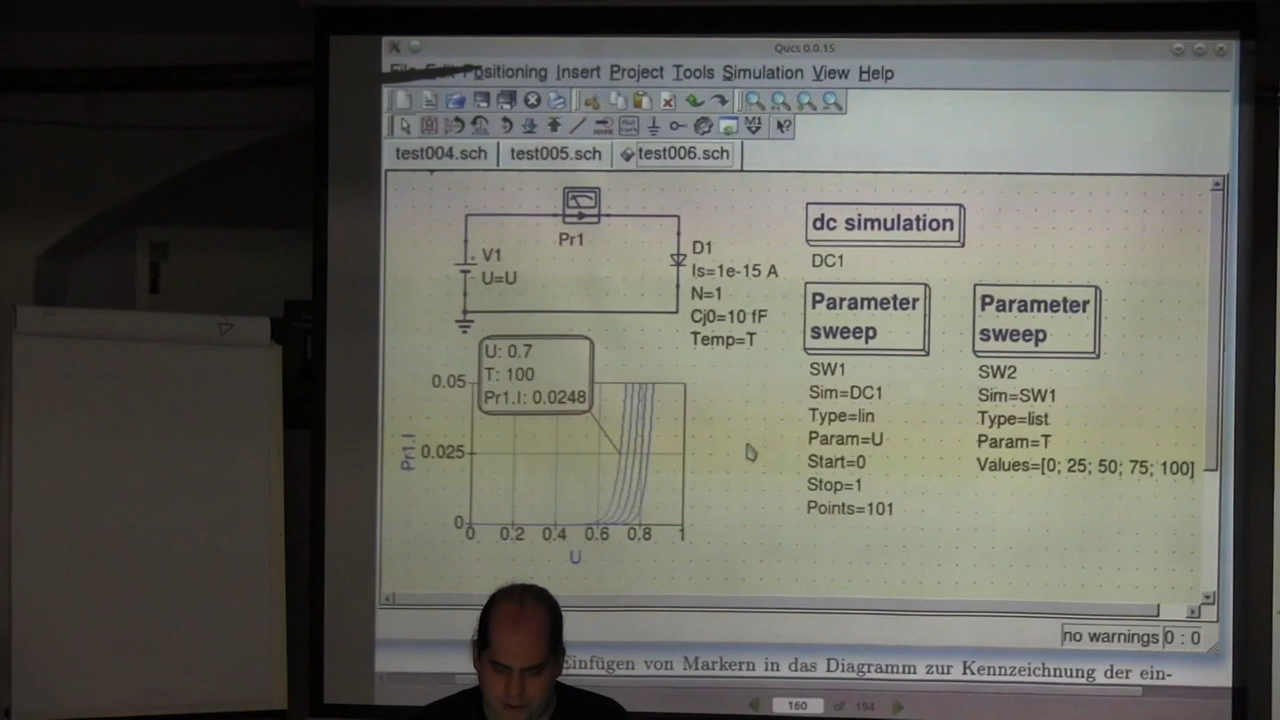 Qucs 0.0.15
File Edit Positioning Insert Project Tools Simulation View Help
M1
test004.sch test005.sch test006.sch
Pr1
V1
U=U
D1
Is=1e-15 A
N=1
Cj0=10 fF
Temp=T
dc simulation
DC1
Parameter
sweep
SW1
Sim=DC1
Type=lin
Param=U
Start=0
Stop=1
Points=101
Parameter
sweep
SW2
Sim=SW1
Type=list
Param=T
Values=[0; 25; 50; 75; 100]
U: 0.7
T: 100
Pr1.I: 0.0248
0.05
0.025
0
Pr1.I
0 0.2 0.4 0.6 0.8 1
U
no warnings 0 : 0
Einfügen von Markern in das Diagramm zur Kennzeichnung der ein-
160 of 194